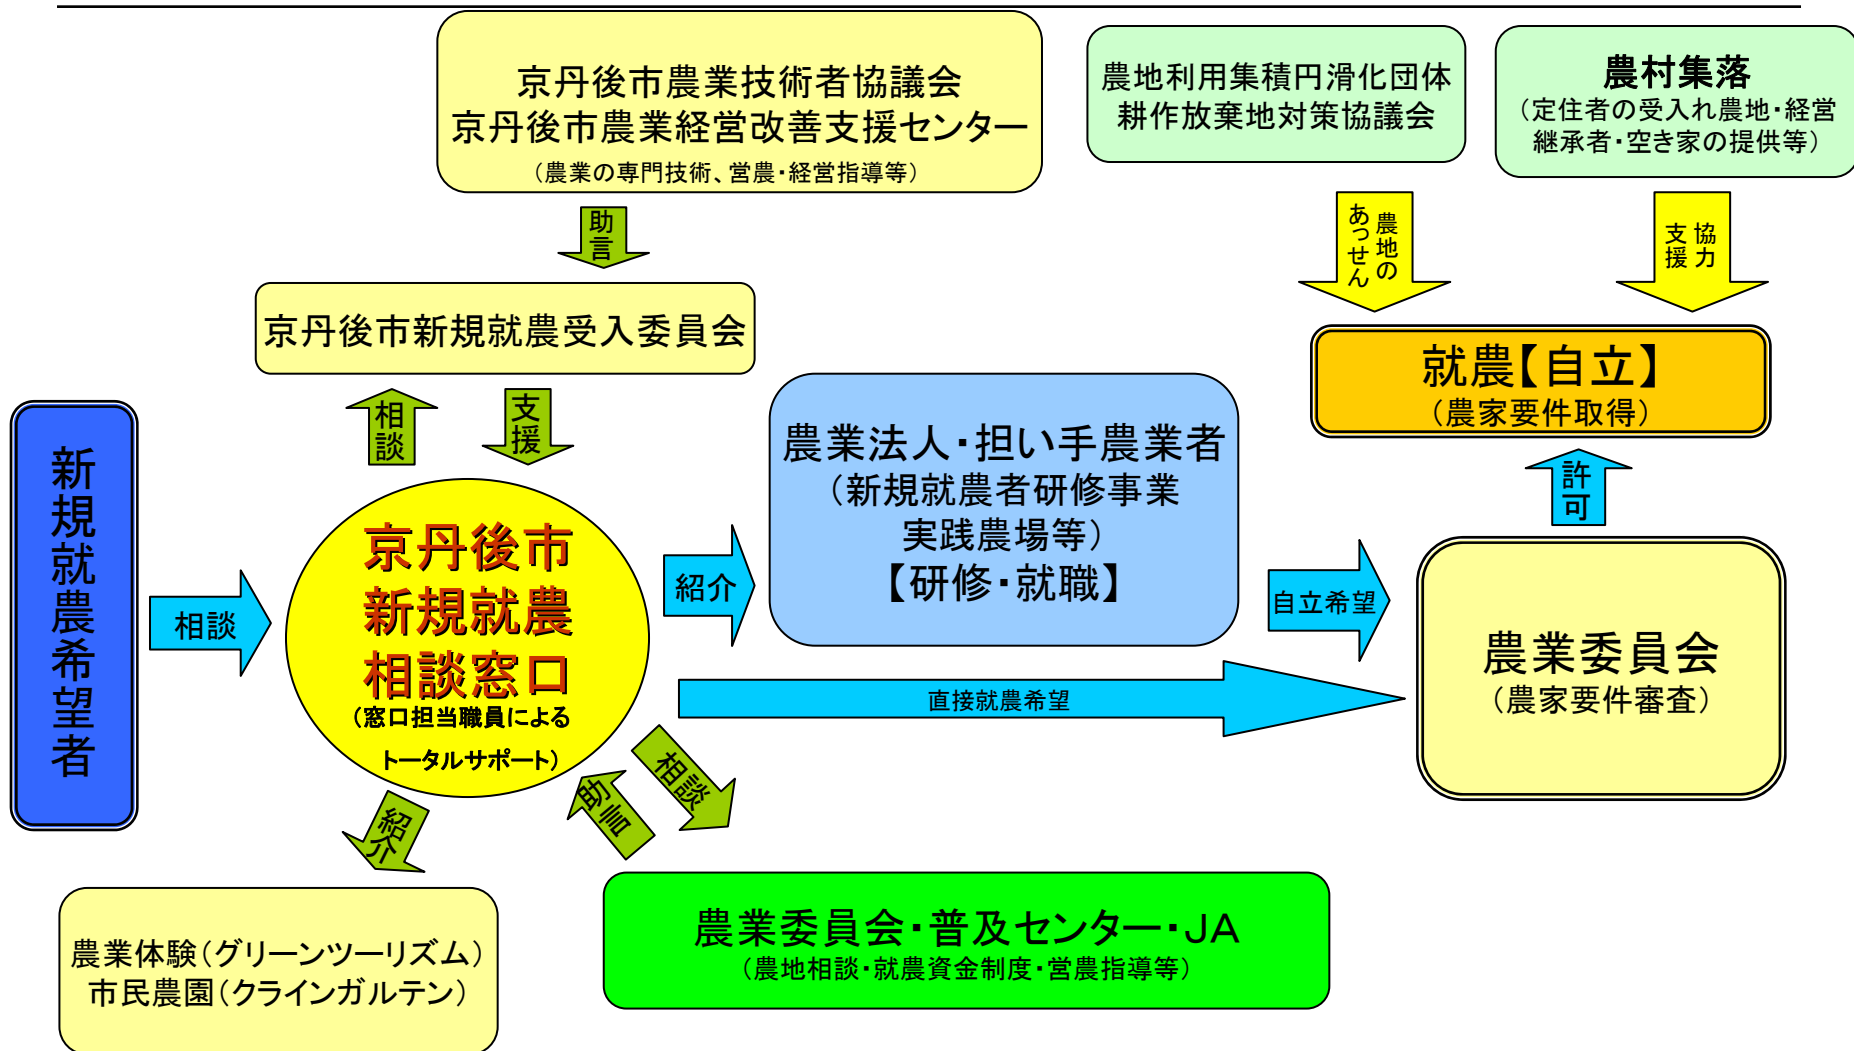 京丹後市農業技術者協議会
京丹後市農業経営改善支援センター
（農業の専門技術、営農・経営指導等）
農地利用集積円滑化団体
耕作放棄地対策協議会
農村集落
（定住者の受入れ農地・経営
継承者・空き家の提供等）
助言
農地の
あっせん
協力
支援
京丹後市新規就農受入委員会
就農【自立】
（農家要件取得）
相談
支援
農業法人・担い手農業者
（新規就農者研修事業
実践農場等）
【研修・就職】
許可
新規就農希望者
相談
京丹後市
新規就農
相談窓口
（窓口担当職員による
トータルサポート）
紹介
自立希望
農業委員会
（農家要件審査）
直接就農希望
相談
助言
紹介
農業体験（グリーンツーリズム）
市民農園（クラインガルテン）
農業委員会・普及センター・ＪＡ
（農地相談・就農資金制度・営農指導等）